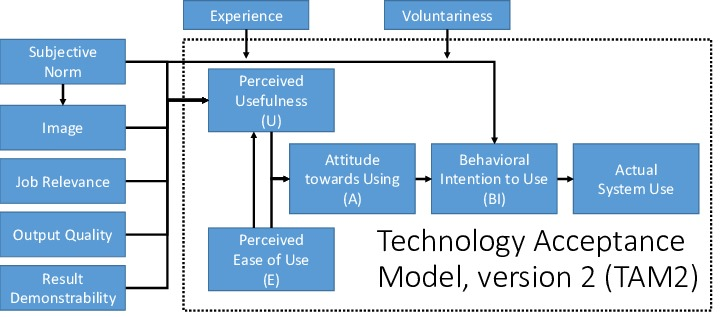 Experience
Voluntariness
Subjective
Norm
Image
Job Relevance
Output Quality
Result
Demonstrability
Perceived
Usefulness
(U)
Attitude
towards Using
(A)
Behavioral
Intention to Use
(BI)
Actual
System Use
Perceived
Ease of Use
(E)
Technology Acceptance
Model, version 2 (TAM2)